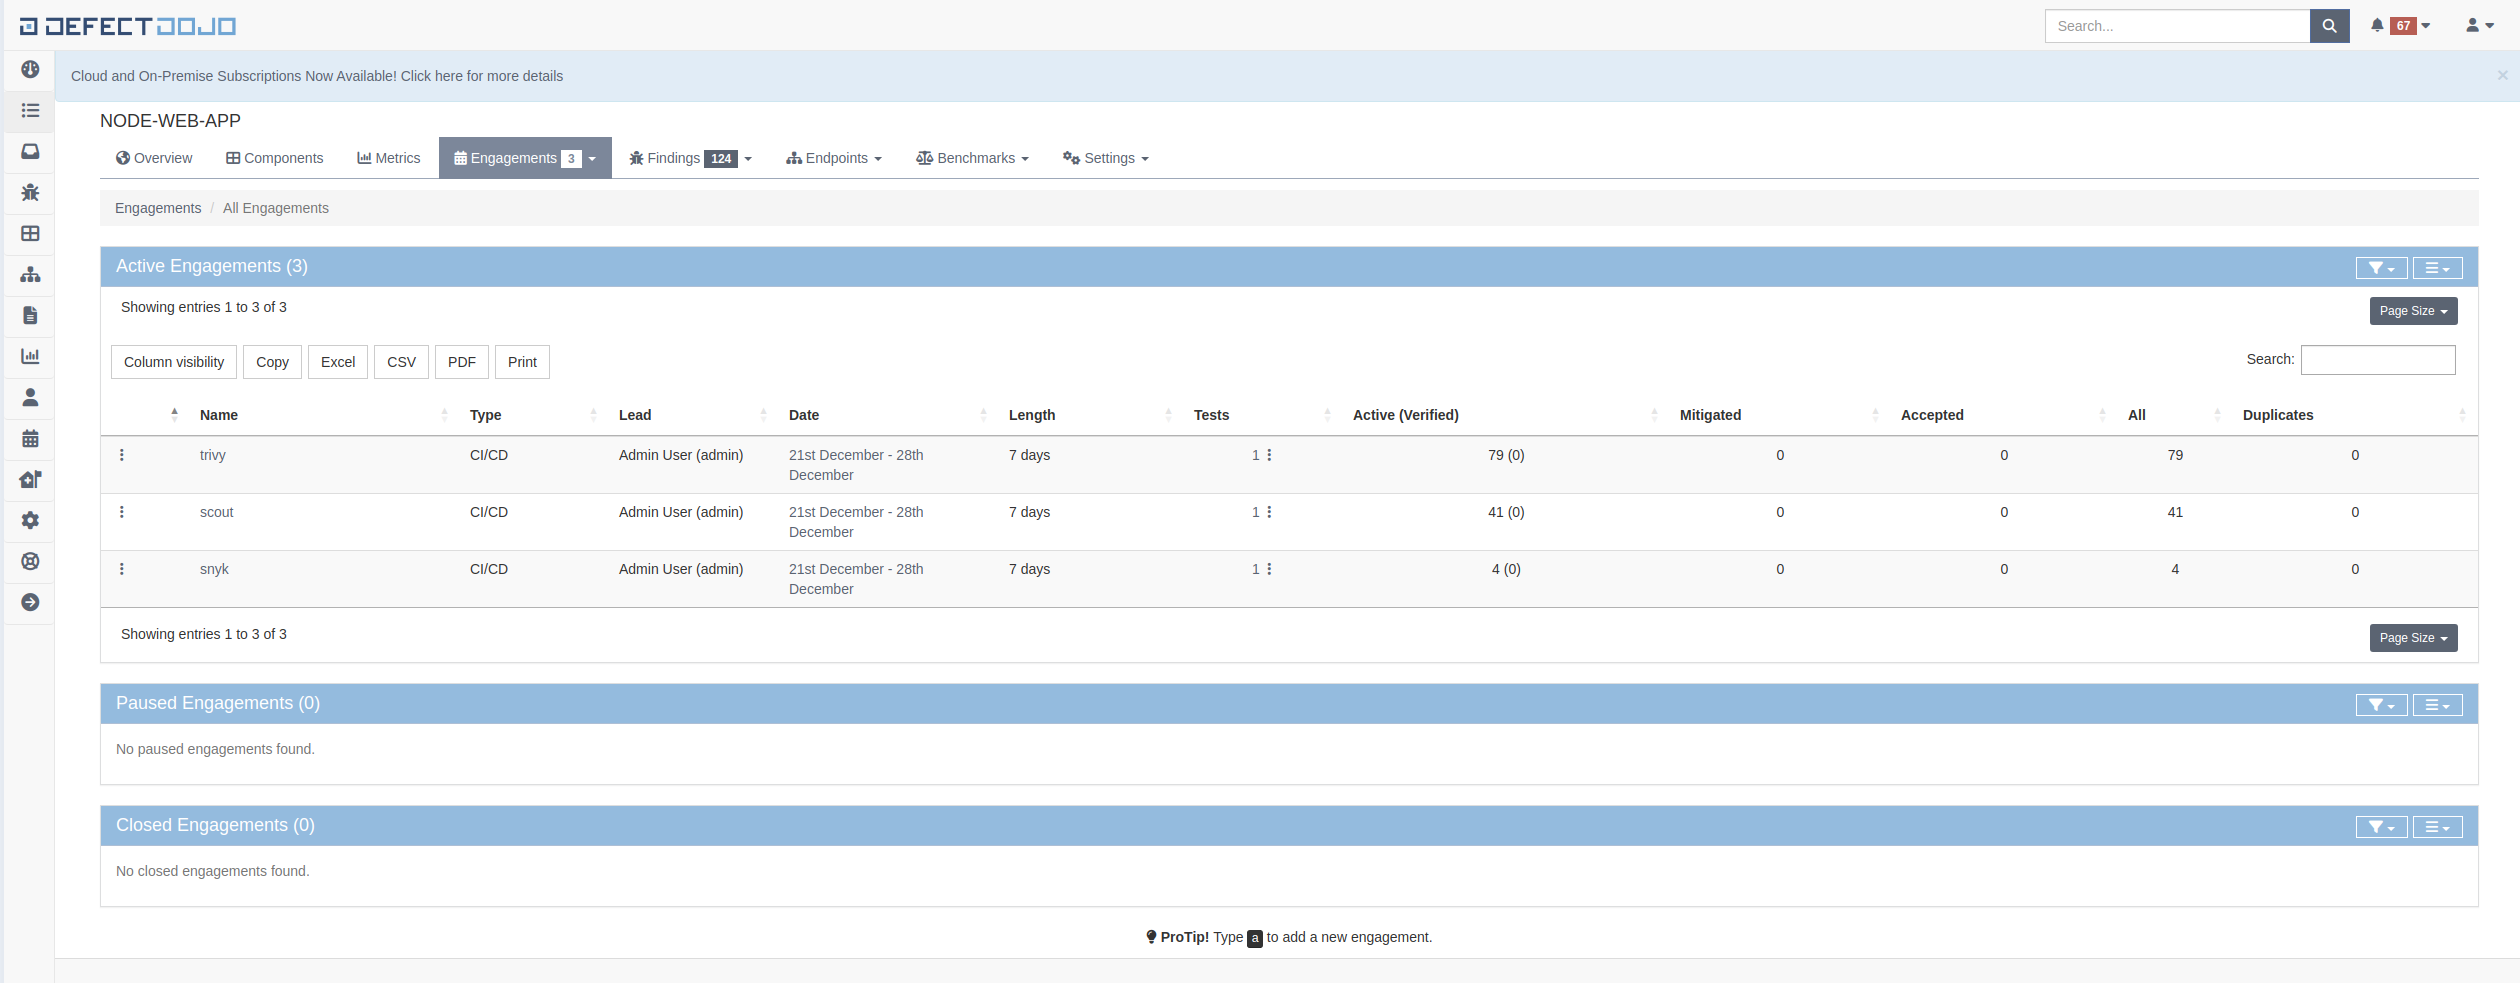 DEFECTDOJO
Search...
67
Cloud and On-Premise Subscriptions Now Available! Click here for more details
×
NODE-WEB-APP
Overview Components Metrics Engagements 3 Findings 124 Endpoints Benchmarks Settings
Engagements / All Engagements
Active Engagements (3)
Showing entries 1 to 3 of 3
Page Size
Column visibility Copy Excel CSV PDF Print
Search:
Name Type Lead Date Length Tests Active (Verified) Mitigated Accepted All Duplicates
trivy CI/CD Admin User (admin) 21st December - 28th 7 days 1 79 (0) 0 0 79 0
December
scout CI/CD Admin User (admin) 21st December - 28th 7 days 1 41 (0) 0 0 41 0
December
snyk CI/CD Admin User (admin) 21st December - 28th 7 days 1 4 (0) 0 0 4 0
December
Showing entries 1 to 3 of 3
Page Size
Paused Engagements (0)
No paused engagements found.
Closed Engagements (0)
No closed engagements found.
ProTip! Type a to add a new engagement.